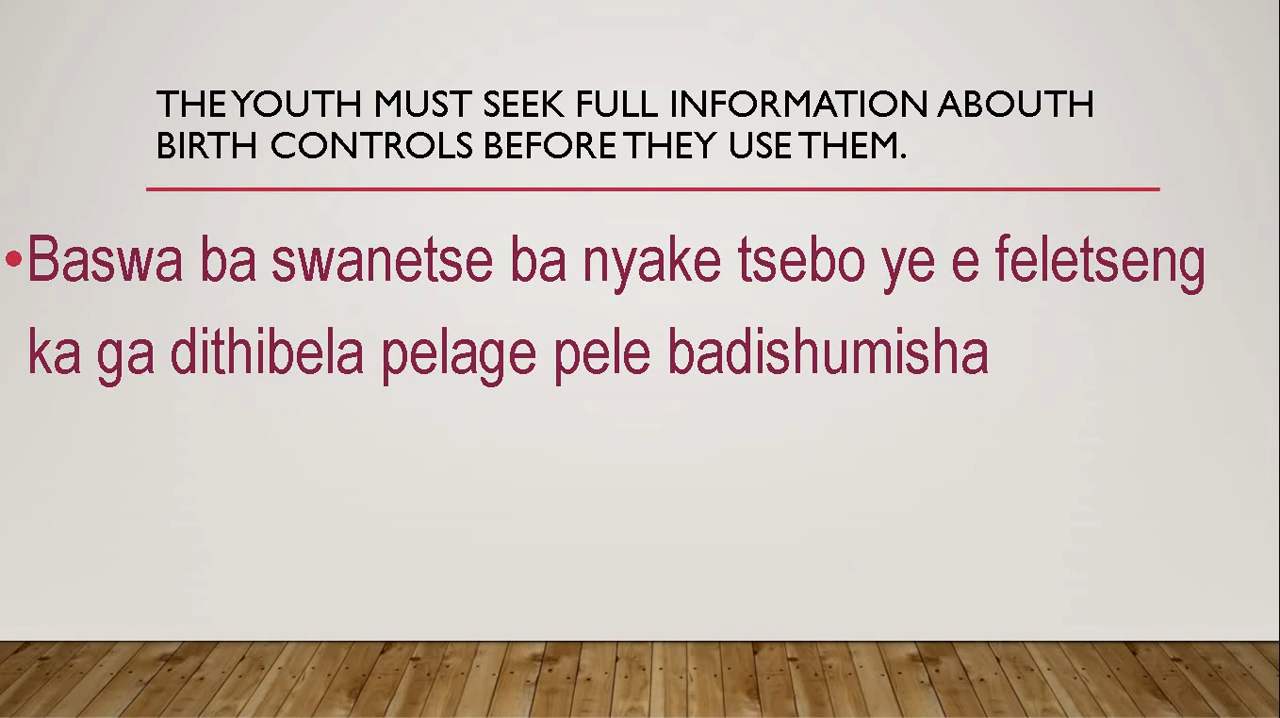 THE YOUTH MUST SEEK FULL INFORMATION ABOUTH
BIRTH CONTROLS BEFORE THEY USE THEM.
•Baswa ba swanetse ba nyake tsebo ye e feletseng
ka ga dithibela pelage pele badishumisha